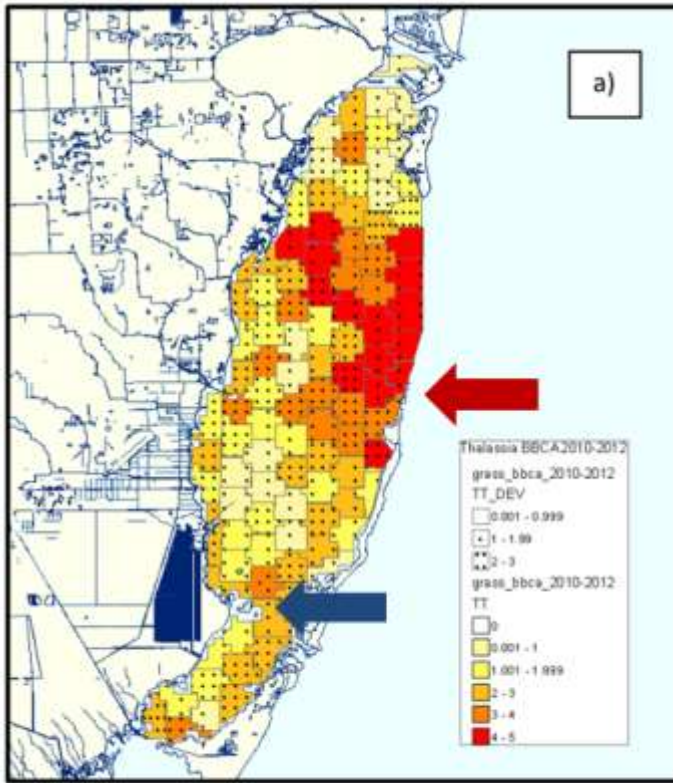 a)
Thalassia BBCA2010-2012
grass_bbca_2010-2012
TT_DEV
0.001 - 0.999
1 - 1.99
2 - 3
grass_bbca_2010-2012
TT
0
0.001 - 1
1.001 - 1.999
2 - 3
3 - 4
4 - 5